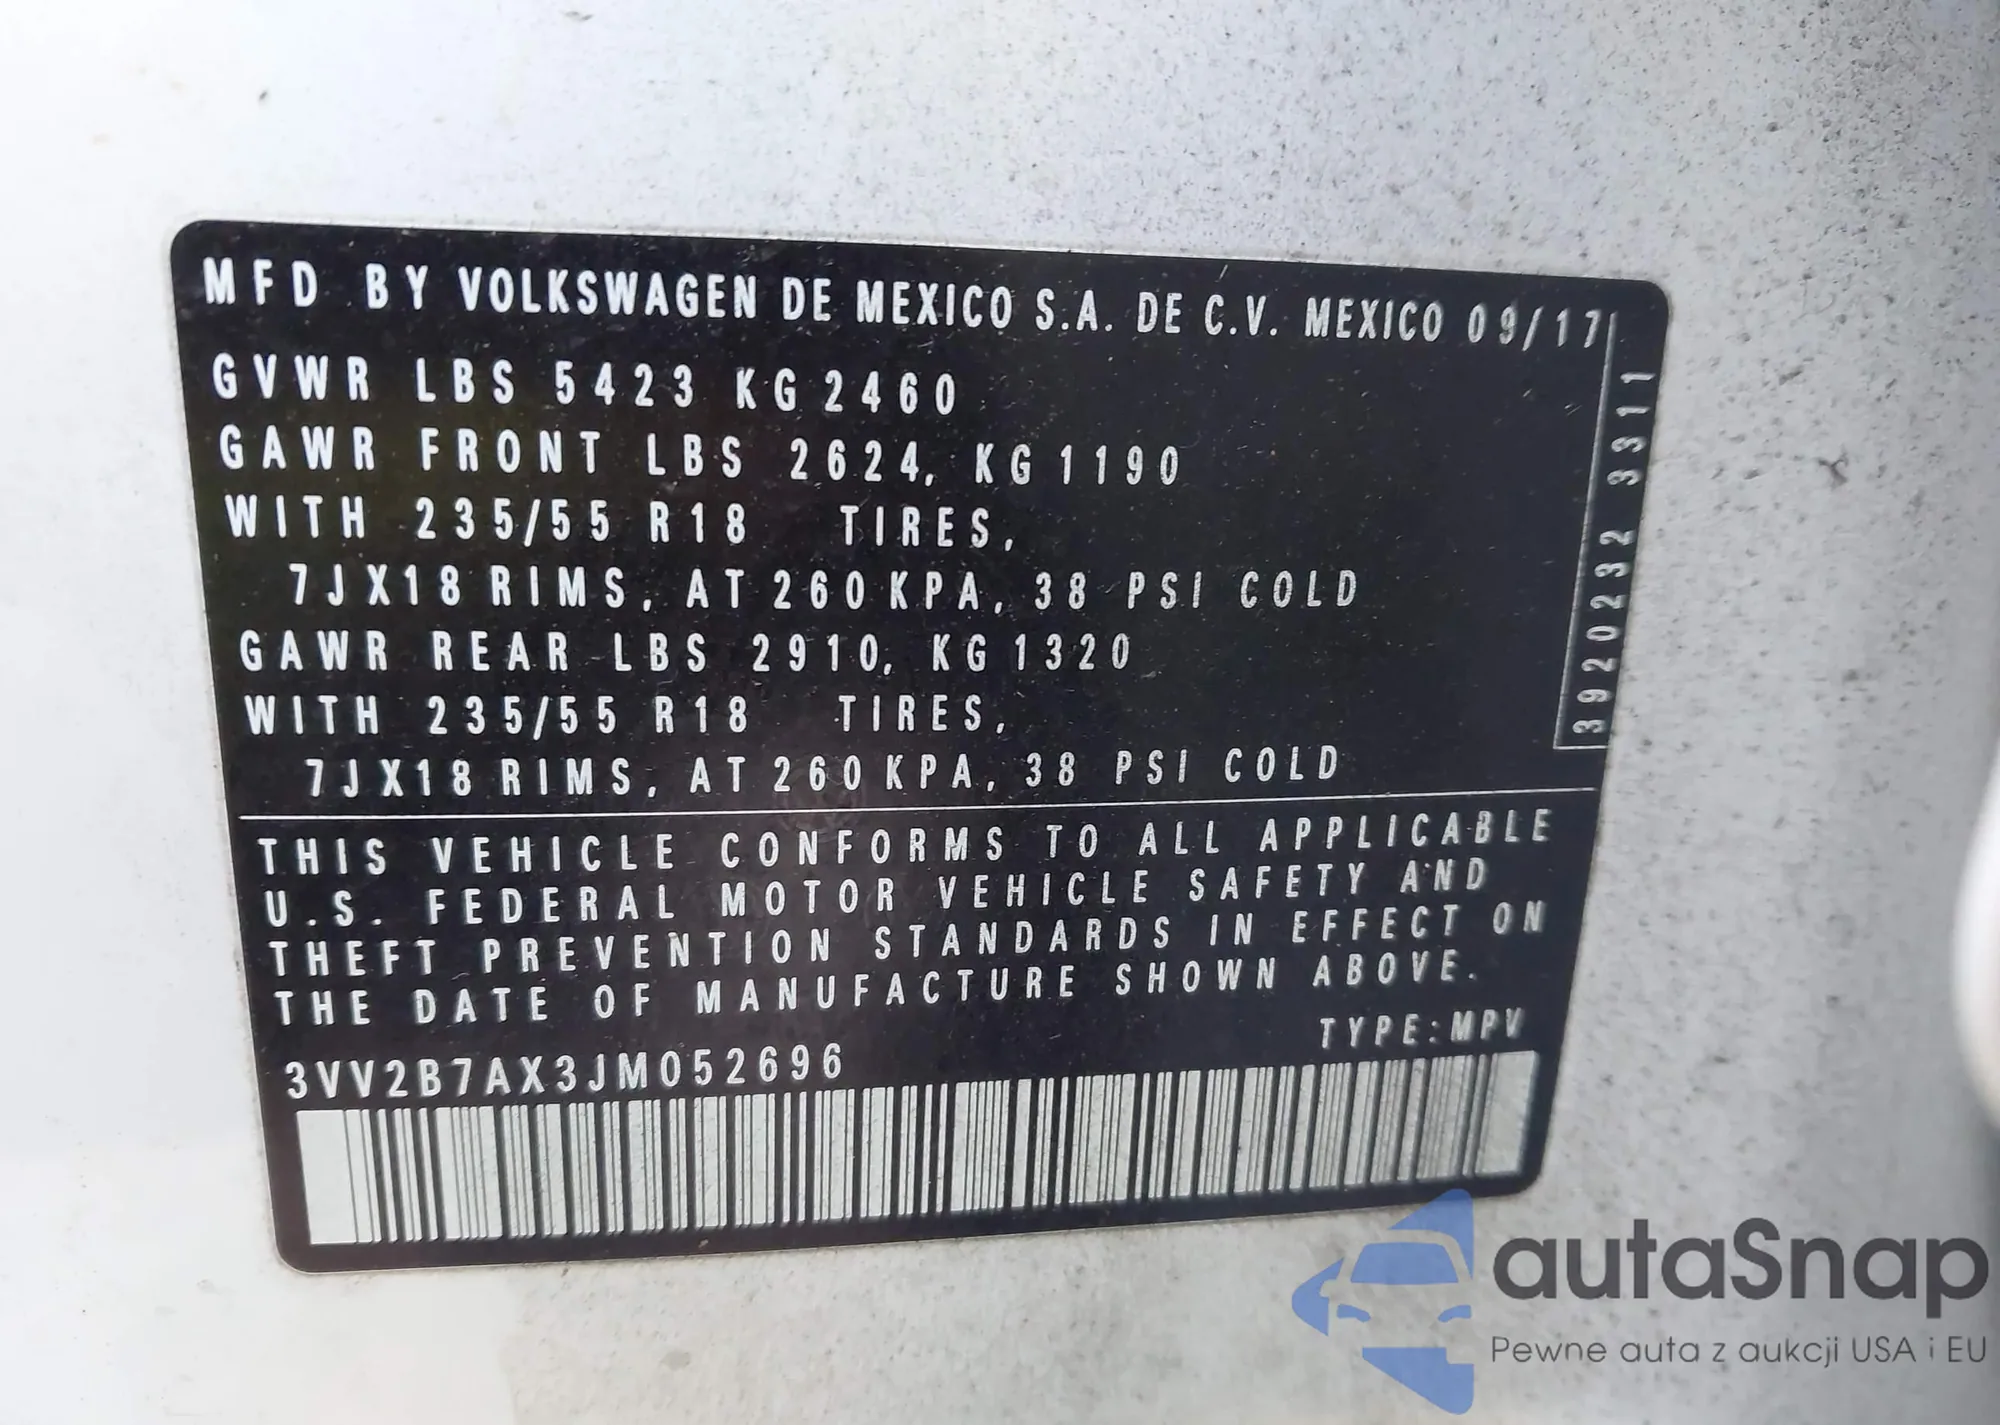 MFD BY VOLKSWAGEN DE MEXICO S.A. DE C.V. MEXICO 09/17
GVWR LBS 5423 KG 2460
GAWR FRONT LBS 2624, KG 1190
WITH 235/55 R18 TIRES,
7JX18 RIMS, AT 260 KPA, 38 PSI COLD
GAWR REAR LBS 2910, KG 1320
WITH 235/55 R18 TIRES,
7JX18 RIMS, AT 260 KPA, 38 PSI COLD
3920232 3311
THIS VEHICLE CONFORMS TO ALL APPLICABLE
U.S. FEDERAL MOTOR VEHICLE SAFETY AND
THEFT PREVENTION STANDARDS IN EFFECT ON
THE DATE OF MANUFACTURE SHOWN ABOVE.
TYPE: MPV
3VV2B7AX3JM052696
autaSnap
Pewne auta z aukcji USA i EU